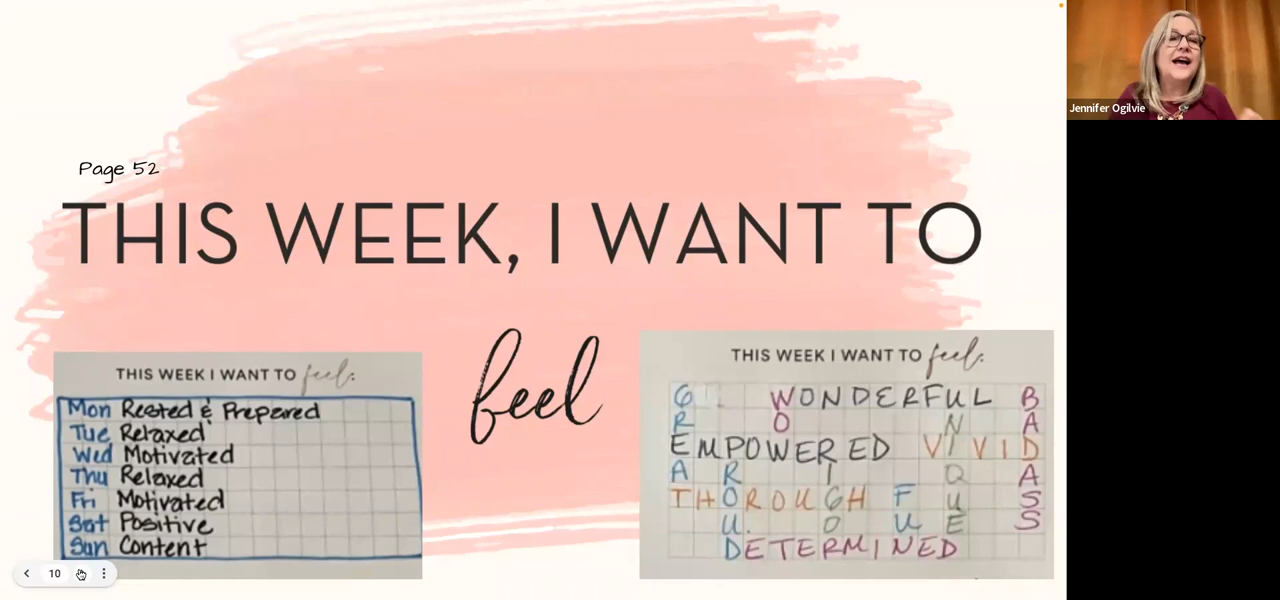 Jennifer Ogilvie
Page 52
THIS WEEK, I WANT TO
feel
THIS WEEK I WANT TO feel:
Mon Rested & Prepared
Tue Relaxed
Wed Motivated
Thu Relaxed
Fri Motivated
Sat Positive
Sun Content
THIS WEEK I WANT TO feel:
GREAT
WONDERFUL
BADASS
EMPOWERED
VIVID
PROUD
UNIQUE
THOROUGH
DETERMINED
10